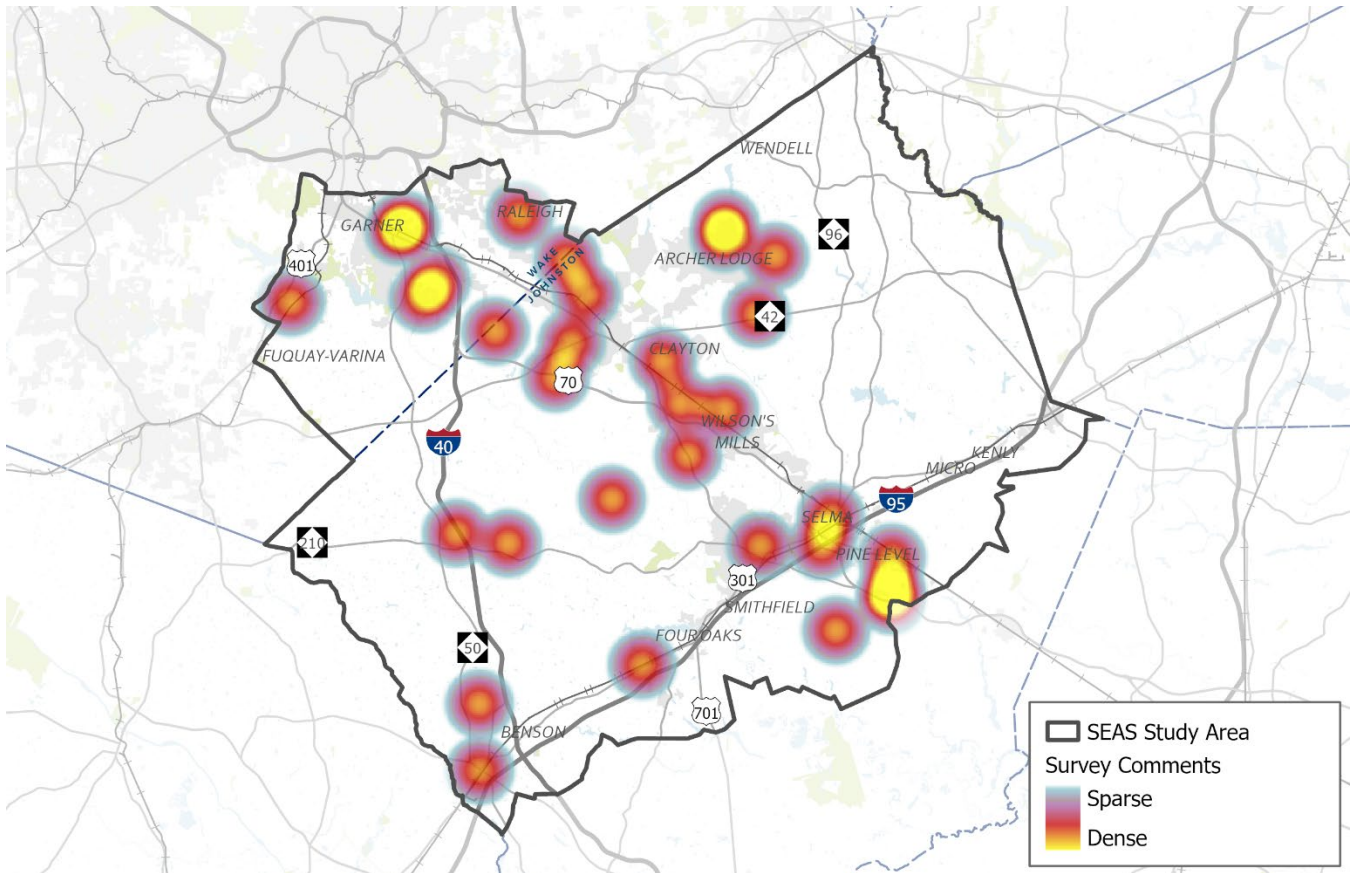 WENDELL
RALEIGH
GARNER
96
401
WAKE
JOHNSTON
ARCHER LODGE
42
FUQUAY-VARINA
CLAYTON
70
WILSON'S
MILLS
40
KENLY
MICRO
95
SELMA
210
PINE LEVEL
301
SMITHFIELD
FOUR OAKS
50
701
BENSON
SEAS Study Area
Survey Comments
Sparse
Dense